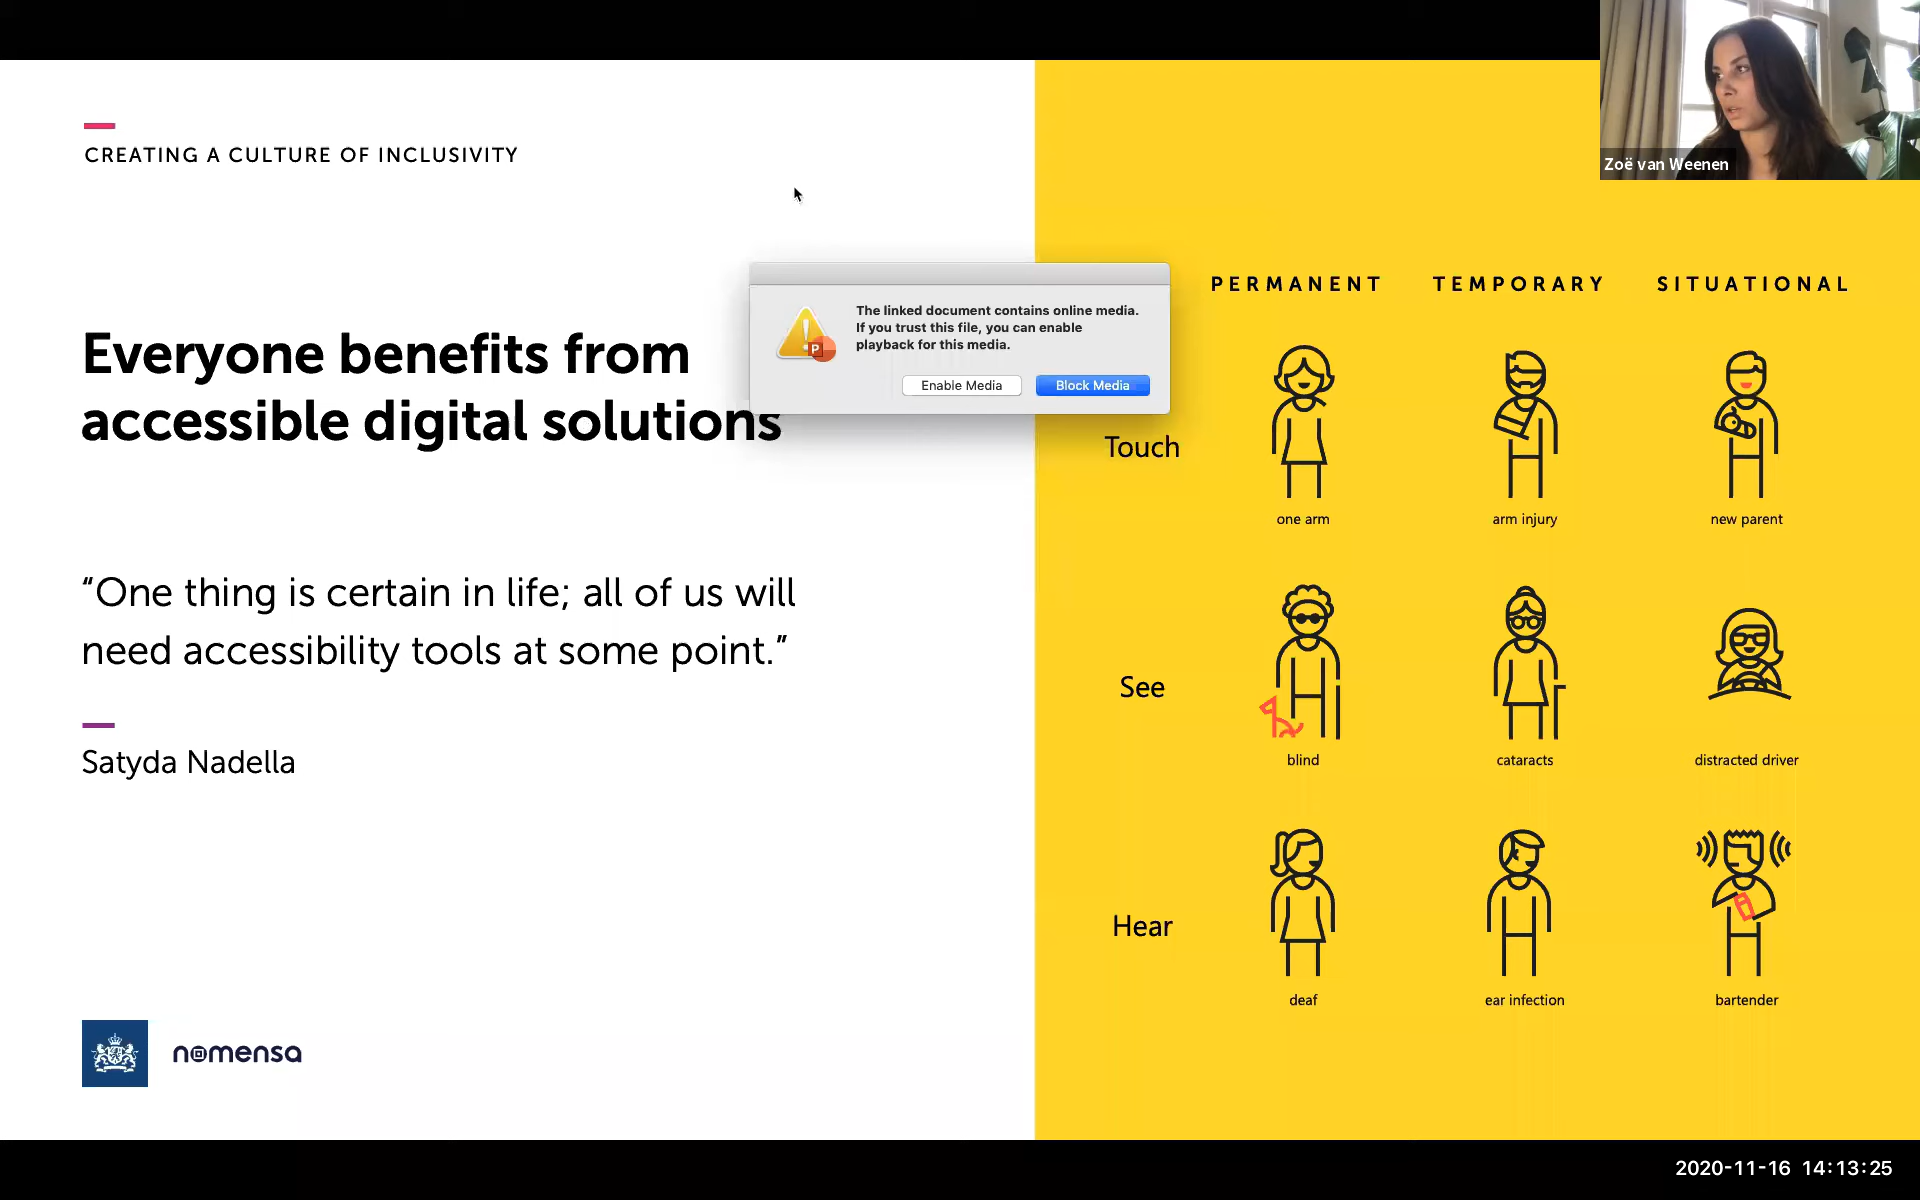 Zoë van Weenen
CREATING A CULTURE OF INCLUSIVITY
Everyone benefits from
accessible digital solutions
“One thing is certain in life; all of us will
need accessibility tools at some point.”
Satyda Nadella
nomensa
The linked document contains online media.
If you trust this file, you can enable
playback for this media.
Enable Media Block Media
PERMANENT TEMPORARY SITUATIONAL
Touch
one arm arm injury new parent
See
blind cataracts distracted driver
Hear
deaf ear infection bartender
2020-11-16 14:13:25